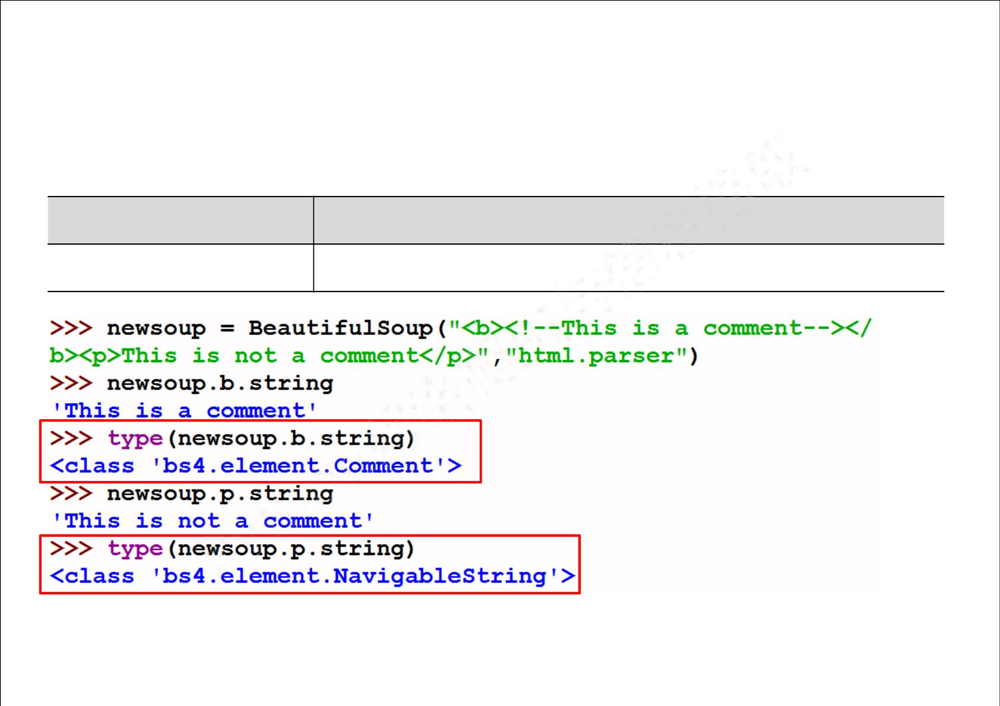 >>> newsoup = BeautifulSoup("<b><!--This is a comment--></
b><p>This is not a comment</p>","html.parser")
>>> newsoup.b.string
'This is a comment'
>>> type(newsoup.b.string)
<class 'bs4.element.Comment'>
>>> newsoup.p.string
'This is not a comment'
>>> type(newsoup.p.string)
<class 'bs4.element.NavigableString'>